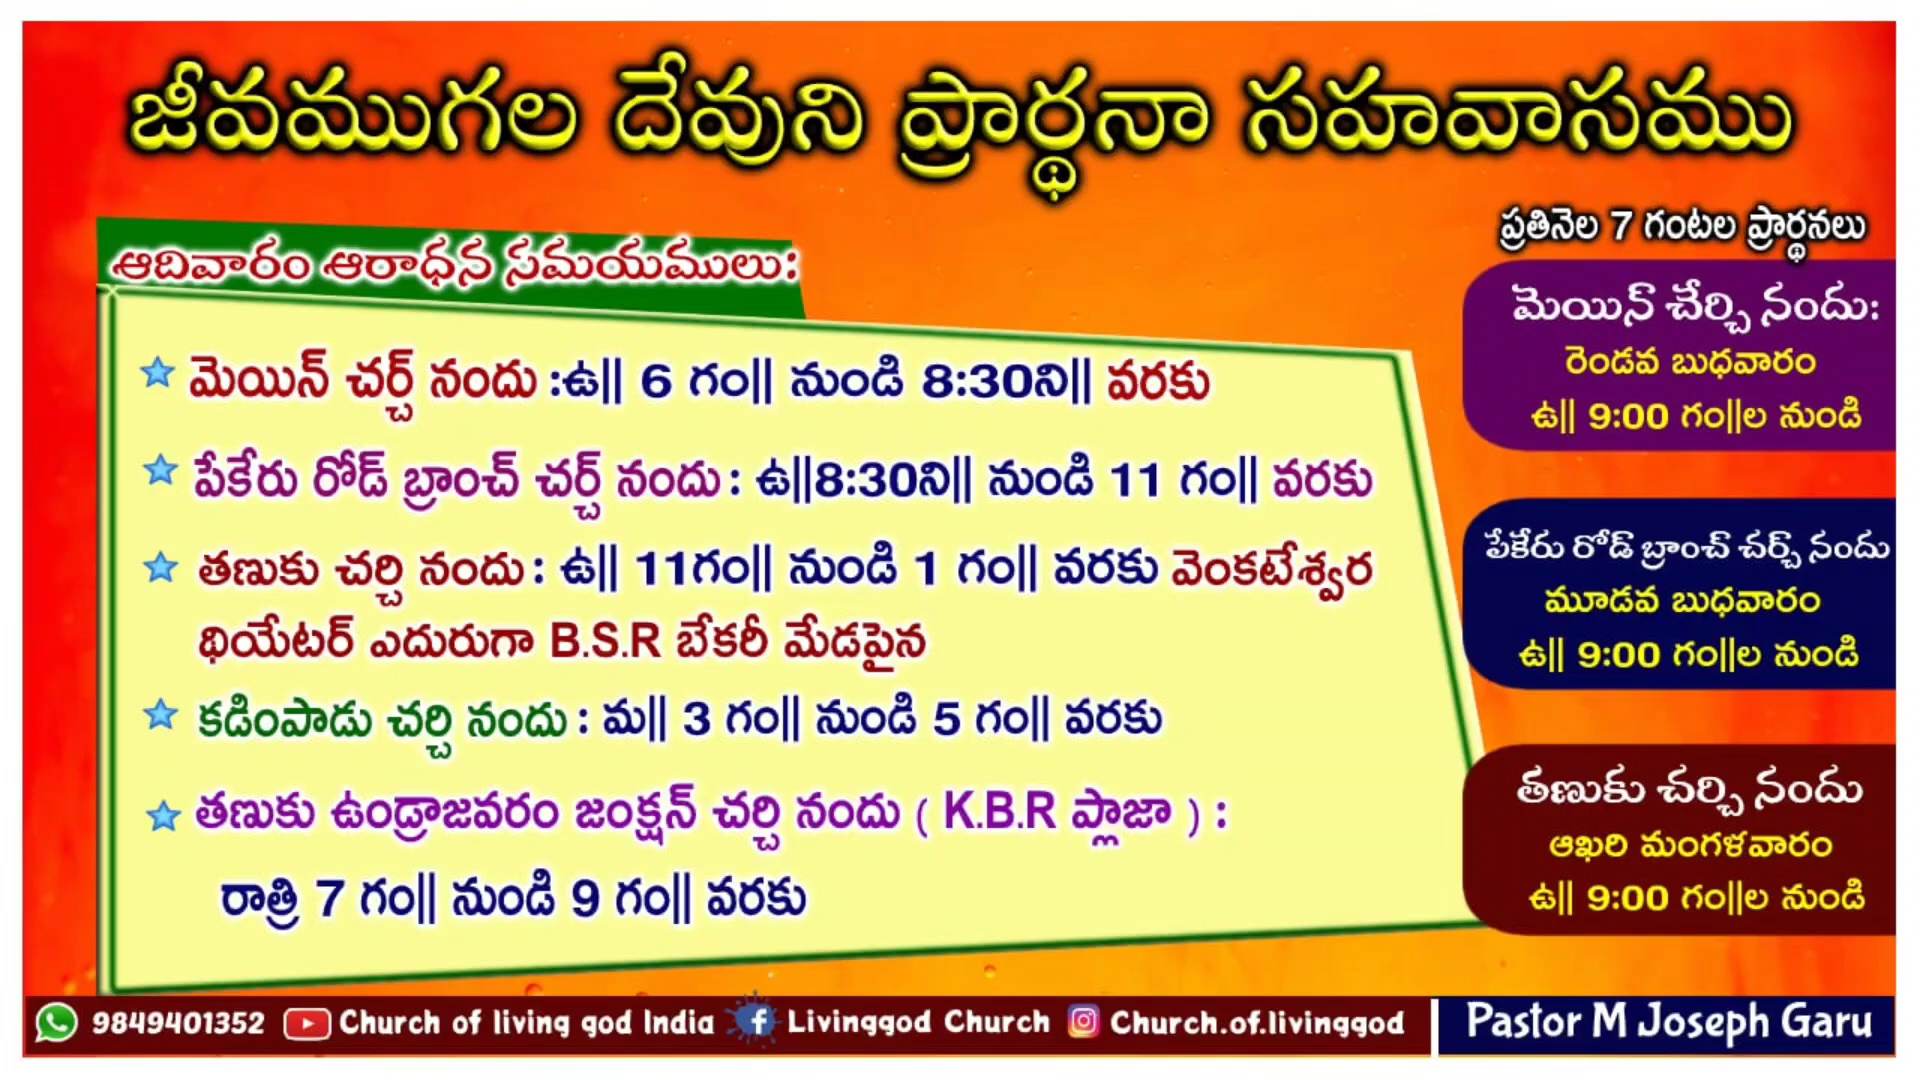 జీవముగల దేవుని ప్రార్థనా సహవాసము
ఆదివారం ఆరాధన సమయములు:
మెయిన్ చర్చ్ నందు :ఉ|| 6 గం|| నుండి 8:30ని|| వరకు
పేకేరు రోడ్ బ్రాంచ్ చర్చ్ నందు : ఉ||8:30ని|| నుండి 11 గం|| వరకు
తణుకు చర్చి నందు : ఉ|| 11గం|| నుండి 1 గం|| వరకు వెంకటేశ్వర
థియేటర్ ఎదురుగా B.S.R బేకరీ మేడపైన
కడింపాడు చర్చి నందు : మ|| 3 గం|| నుండి 5 గం|| వరకు
తణుకు ఉండ్రాజవరం జంక్షన్ చర్చి నందు ( K.B.R ప్లాజా ) :
రాత్రి 7 గం|| నుండి 9 గం|| వరకు
ప్రతినెల 7 గంటల ప్రార్థనలు
మెయిన్ చేర్చి నందు:
రెండవ బుధవారం
ఉ|| 9:00 గం||ల నుండి
పేకేరు రోడ్ బ్రాంచ్ చర్చ్ నందు
మూడవ బుధవారం
ఉ|| 9:00 గం||ల నుండి
తణుకు చర్చి నందు
ఆఖరి మంగళవారం
ఉ|| 9:00 గం||ల నుండి
9849401352 Church of living god India Livinggod Church Church.of.livinggod
Pastor M Joseph Garu